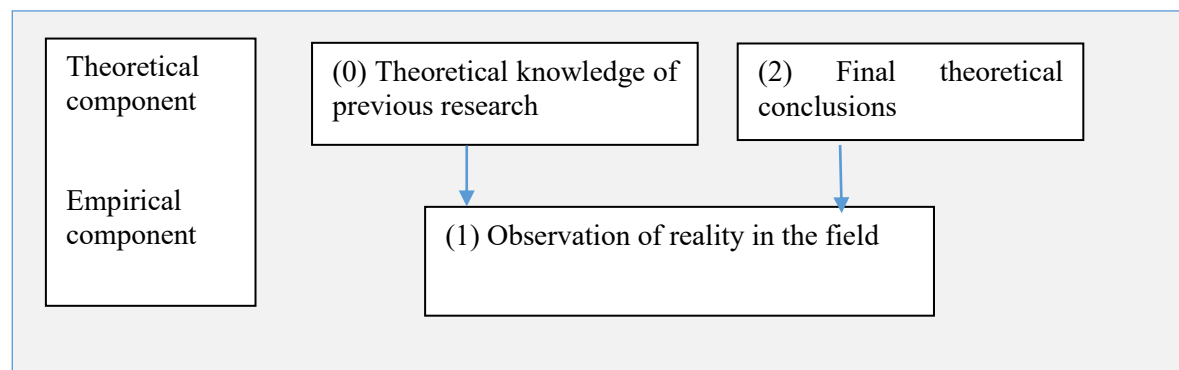 Theoretical
component
Empirical
component
(0) Theoretical knowledge of
previous research
(2) Final theoretical
conclusions
(1) Observation of reality in the field